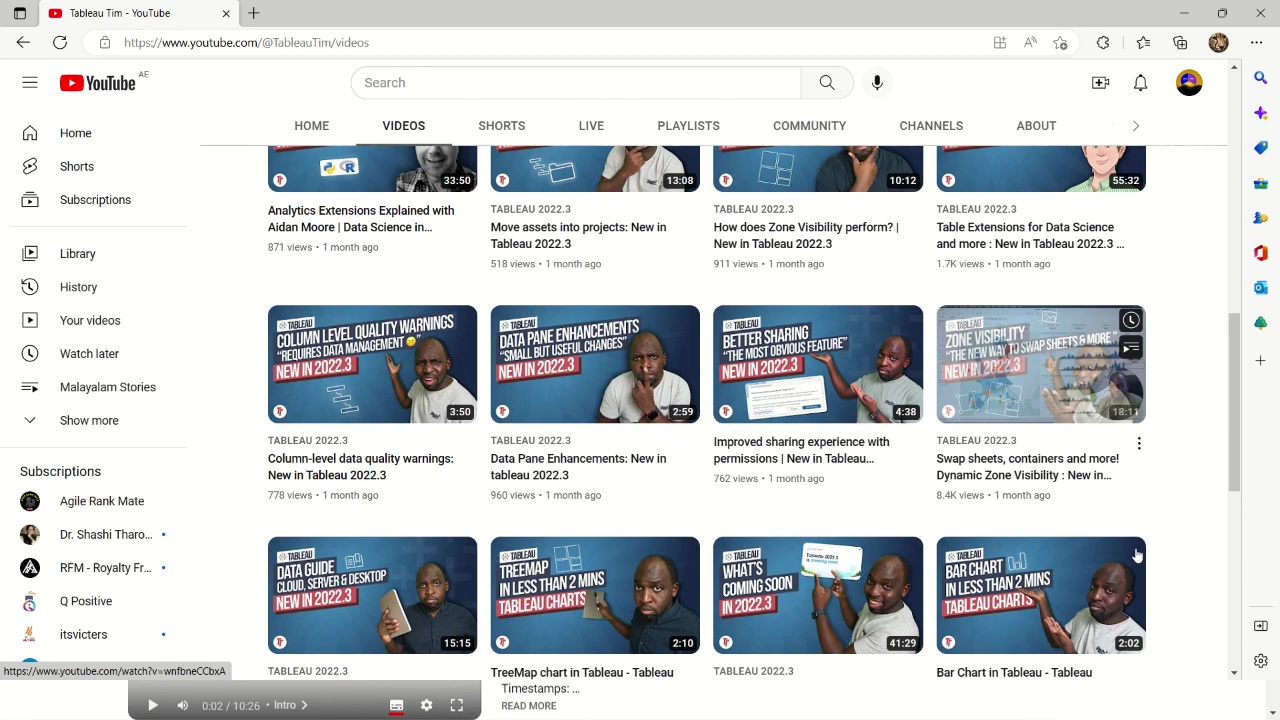 Tableau Tim - YouTube
https://www.youtube.com/@TableauTim/videos
YouTube AE
Search
HOME VIDEOS SHORTS LIVE PLAYLISTS COMMUNITY CHANNELS ABOUT
Home
Shorts
Subscriptions
Library
History
Your videos
Watch later
Malayalam Stories
Show more
Subscriptions
Agile Rank Mate
Dr. Shashi Tharo...
RFM - Royalty Fr...
Q Positive
itsvicters
33:50
Analytics Extensions Explained with
Aidan Moore | Data Science in...
871 views • 1 month ago
13:08
TABLEAU 2022.3
Move assets into projects: New in
Tableau 2022.3
518 views • 1 month ago
10:12
TABLEAU 2022.3
How does Zone Visibility perform? |
New in Tableau 2022.3
911 views • 1 month ago
55:32
TABLEAU 2022.3
Table Extensions for Data Science
and more : New in Tableau 2022.3 ...
1.7K views • 1 month ago
TABLEAU
COLUMN LEVEL QUALITY WARNINGS
"REQUIRES DATA MANAGEMENT"
NEW IN 2022.3
3:50
TABLEAU 2022.3
Column-level data quality warnings:
New in Tableau 2022.3
778 views • 1 month ago
TABLEAU
DATA PANE ENHANCEMENTS
"SMALL BUT USEFUL CHANGES"
NEW IN 2022.3
2:59
TABLEAU 2022.3
Data Pane Enhancements: New in
tableau 2022.3
960 views • 1 month ago
TABLEAU
BETTER SHARING
"THE MOST OBVIOUS FEATURE"
NEW IN 2022.3
4:38
Improved sharing experience with
permissions | New in Tableau...
762 views • 1 month ago
TABLEAU
ZONE VISIBILITY
"THE NEW WAY TO SWAP SHEETS & MORE"
NEW IN 2022.3
18:11
TABLEAU 2022.3
Swap sheets, containers and more!
Dynamic Zone Visibility : New in...
8.4K views • 1 month ago
TABLEAU
DATA GUIDE
CLOUD, SERVER & DESKTOP
NEW IN 2022.3
15:15
TABLEAU 2022.3
TABLEAU
TREEMAP
IN LESS THAN 2 MINS
TABLEAU CHARTS
2:10
TreeMap chart in Tableau - Tableau
TABLEAU
WHAT'S
COMING SOON
IN 2022.3
41:29
TABLEAU 2022.3
TABLEAU
BAR CHART
IN LESS THAN 2 MINS
TABLEAU CHARTS
2:02
Bar Chart in Tableau - Tableau
https://www.youtube.com/watch?v=wnfbneCCbxA
Timestamps: ...
READ MORE
0:02 / 10:26 • Intro